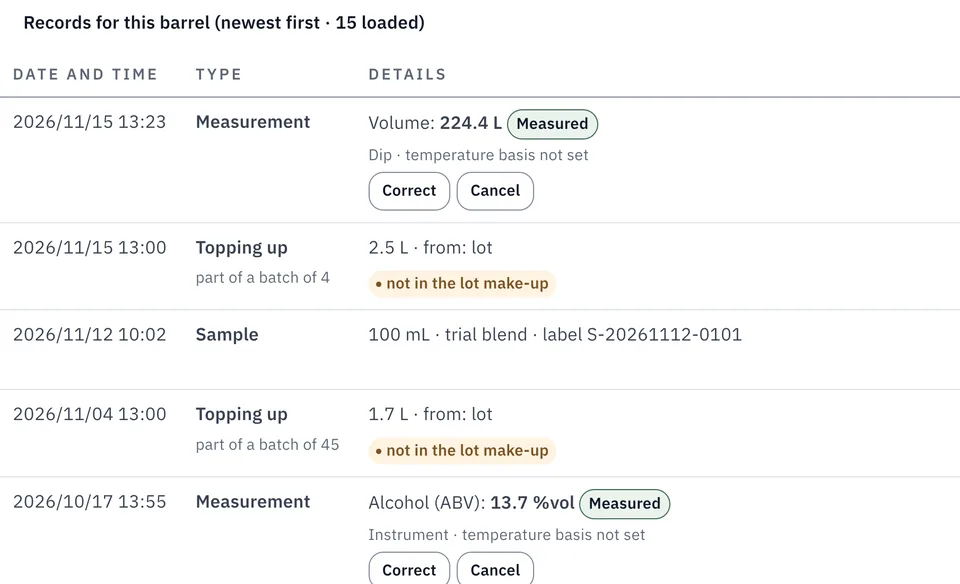 Records for this barrel (newest first · 15 loaded)
DATE AND TIME TYPE DETAILS
2026/11/15 13:23 Measurement Volume: 224.4 L Measured
Dip · temperature basis not set
Correct Cancel
2026/11/15 13:00 Topping up 2.5 L · from: lot
part of a batch of 4 • not in the lot make-up
2026/11/12 10:02 Sample 100 mL · trial blend · label S-20261112-0101
2026/11/04 13:00 Topping up 1.7 L · from: lot
part of a batch of 45 • not in the lot make-up
2026/10/17 13:55 Measurement Alcohol (ABV): 13.7 %vol Measured
Instrument · temperature basis not set
Correct Cancel